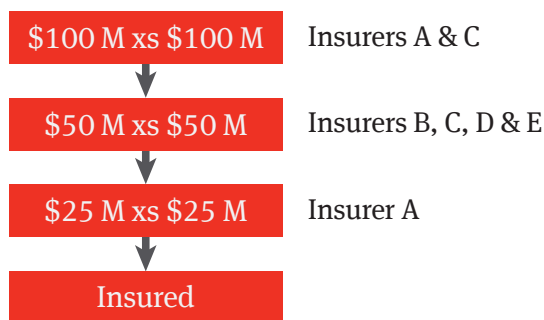 $100 M xs $100 M
Insurers A & C
$50 M xs $50 M
Insurers B, C, D & E
$25 M xs $25 M
Insurer A
Insured